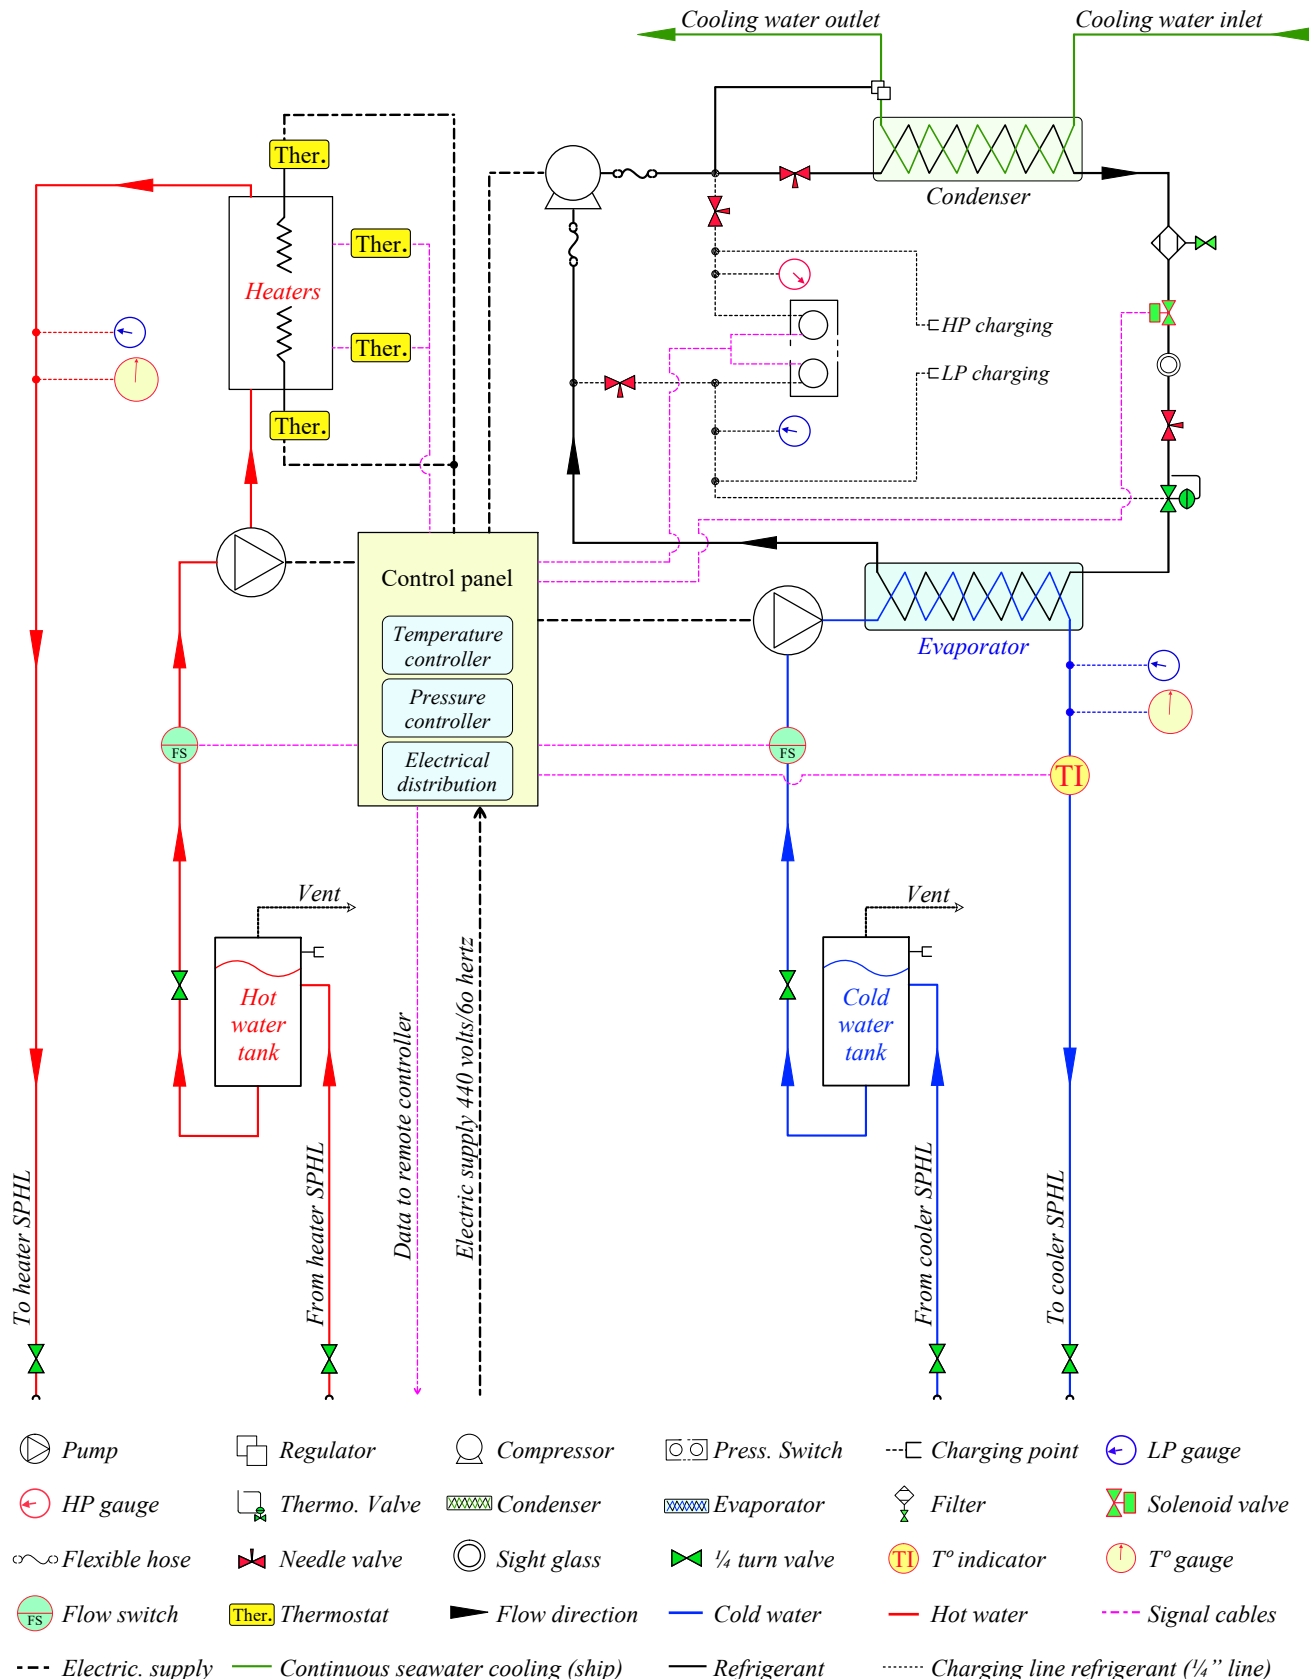 Cooling water outlet
Cooling water inlet
Ther.
Condenser
Ther.
Heaters
HP charging
Ther.
LP charging
Ther.
Control panel
Temperature
controller
Evaporator
Pressure
controller
FS
FS
Electrical
distribution
TI
Vent
Vent
Hot
water
tank
Cold
water
tank
To heater SPHL
From heater SPHL
Data to remote controller
Electric supply 440 volts/60 hertz
From cooler SPHL
To cooler SPHL
Pump
Regulator
Compressor
Press. Switch
Charging point
LP gauge
HP gauge
Thermo. Valve
Condenser
Evaporator
Filter
Solenoid valve
Flexible hose
Needle valve
Sight glass
¼ turn valve
TI
Tº indicator
Tº gauge
FS
Flow switch
Ther.
Thermostat
Flow direction
Cold water
Hot water
Signal cables
Electric. supply
Continuous seawater cooling (ship)
Refrigerant
Charging line refrigerant (¼” line)